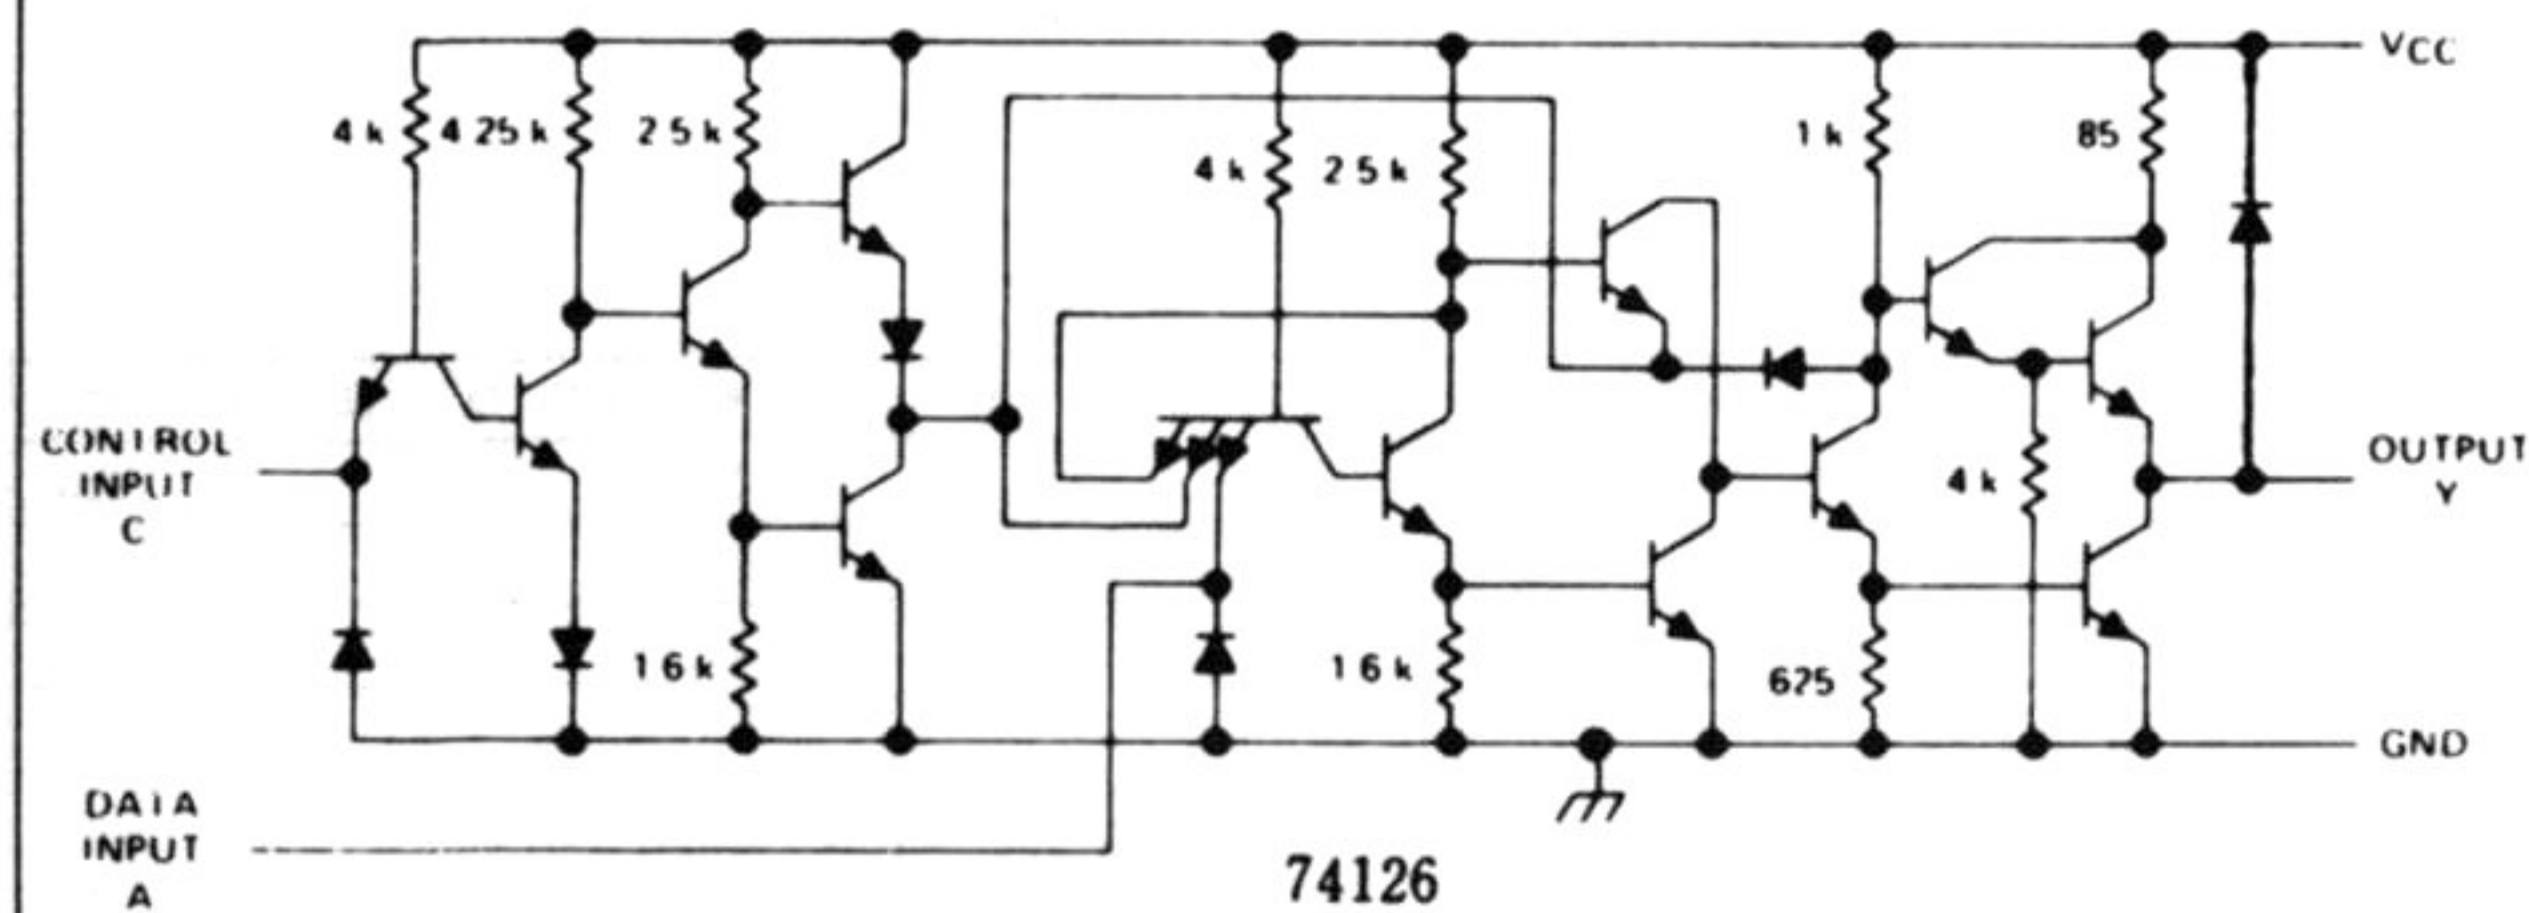 VCC
4 k
4 25 k
2 5 k
4 k
2 5 k
1 k
85
CONTROL
INPUT
C
OUTPUT
Y
4 k
1 6 k
1 6 k
625
GND
DATA
INPUT
A
74126